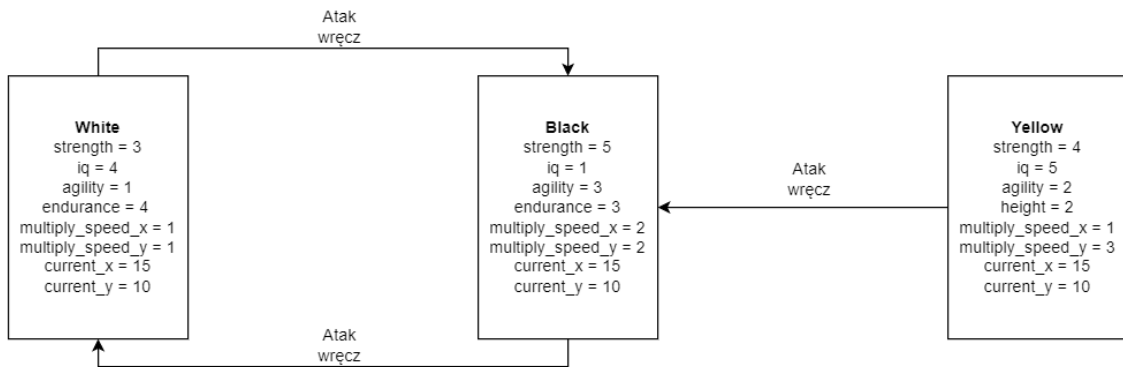 Atak
wręcz
White
strength = 3
iq = 4
agility = 1
endurance = 4
multiply_speed_x = 1
multiply_speed_y = 1
current_x = 15
current_y = 10
Black
strength = 5
iq = 1
agility = 3
endurance = 3
multiply_speed_x = 2
multiply_speed_y = 2
current_x = 15
current_y = 10
Atak
wręcz
Yellow
strength = 4
iq = 5
agility = 2
height = 2
multiply_speed_x = 1
multiply_speed_y = 3
current_x = 15
current_y = 10
Atak
wręcz